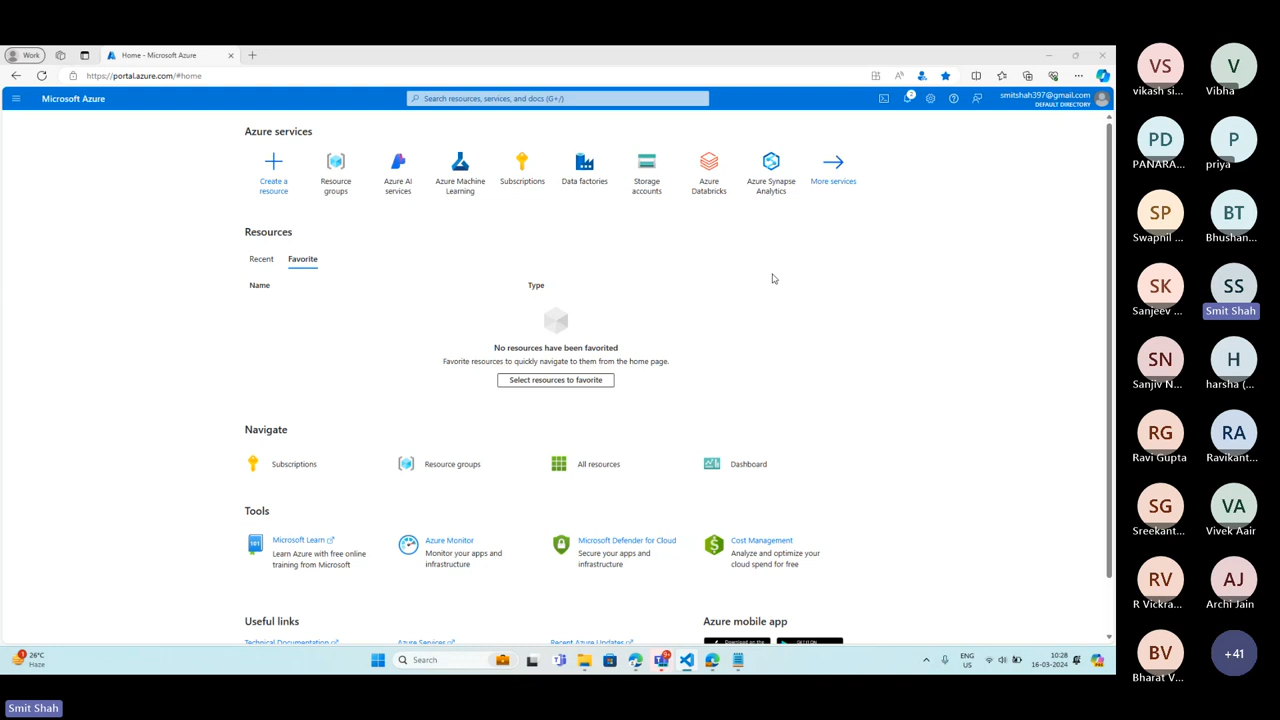 Work
Home - Microsoft Azure
https://portal.azure.com/#home
Microsoft Azure
Search resources, services, and docs (G+/)
2
smitshah397@gmail.com
DEFAULT DIRECTORY
Azure services
Create a resource
Resource groups
Azure AI services
Azure Machine Learning
Subscriptions
Data factories
Storage accounts
Azure Databricks
Azure Synapse Analytics
More services
Resources
Recent
Favorite
Name
Type
No resources have been favorited
Favorite resources to quickly navigate to them from the home page.
Select resources to favorite
Navigate
Subscriptions
Resource groups
All resources
Dashboard
Tools
Microsoft Learn
Learn Azure with free online
training from Microsoft
Azure Monitor
Monitor your apps and
infrastructure
Microsoft Defender for Cloud
Secure your apps and
infrastructure
Cost Management
Analyze and optimize your
cloud spend for free
Useful links
Azure mobile app
Technical Documentation
Azure Services
Recent Azure Updates
26°C
Haze
Search
ENG
US
10:28
16-03-2024
VS
vikash si...
V
Vibha
PD
PANARA...
P
priya
SP
Swapnil ...
BT
Bhushan...
SK
Sanjeev ...
SS
Smit Shah
SN
Sanjiv N...
H
harsha (...
RG
Ravi Gupta
RA
Ravikant...
SG
Sreekant...
VA
Vivek Aair
RV
R Vickra...
AJ
Archi Jain
BV
Bharat V...
+41
Smit Shah